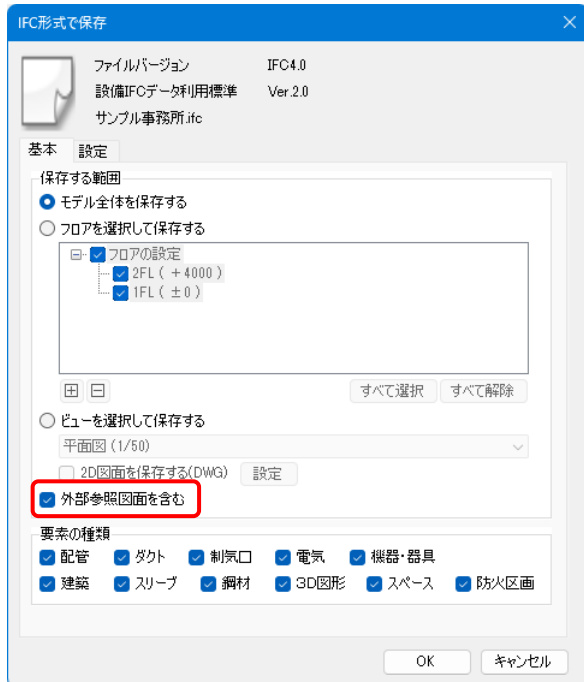 IFC形式で保存
ファイルバージョン IFC4.0
設備IFCデータ利用標準 Ver.2.0
サンプル事務所.ifc
基本 設定
保存する範囲
モデル全体を保存する
フロアを選択して保存する
フロアの設定
2FL ( +4000 )
1FL ( ±0 )
すべて選択 すべて解除
ビューを選択して保存する
平面図 (1/50)
2D図面を保存する(DWG) 設定
外部参照図面を含む
要素の種類
配管 ダクト 制気口 電気 機器・器具
建築 スリーブ 鋼材 3D図形 スペース 防火区画
OK キャンセル